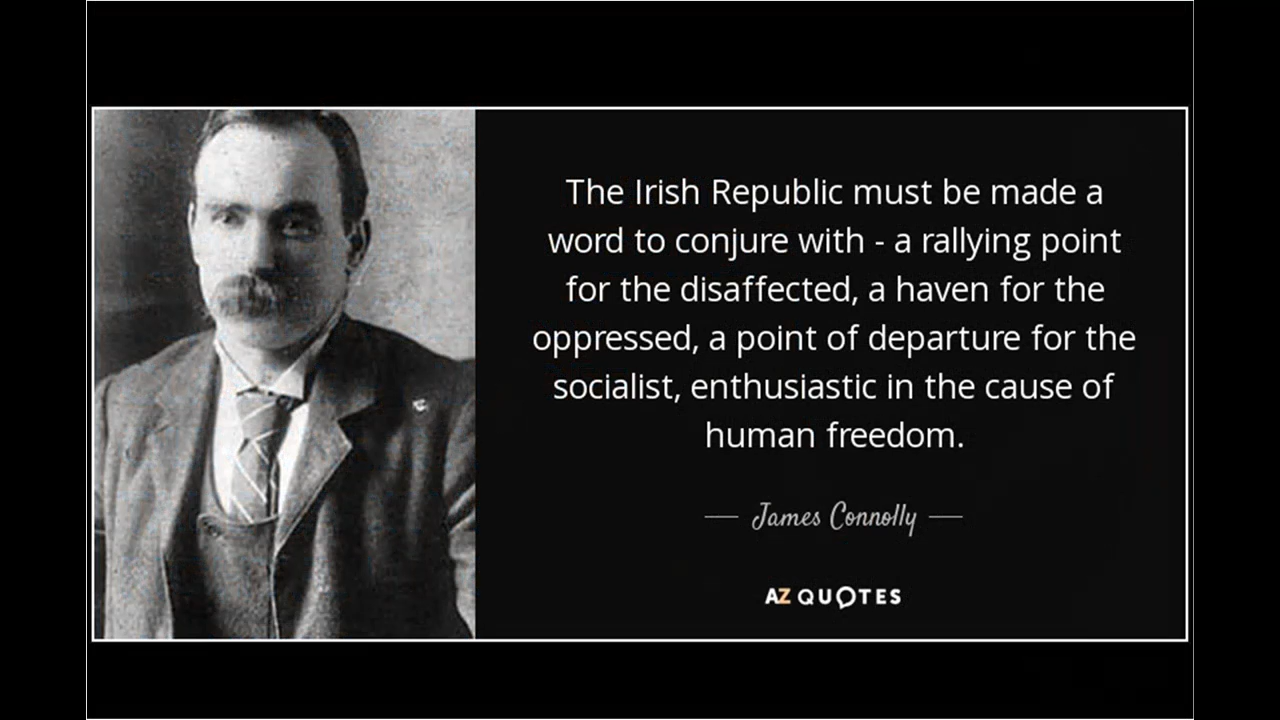 The Irish Republic must be made a
word to conjure with - a rallying point
for the disaffected, a haven for the
oppressed, a point of departure for the
socialist, enthusiastic in the cause of
human freedom.
James Connolly
AZ QUOTES